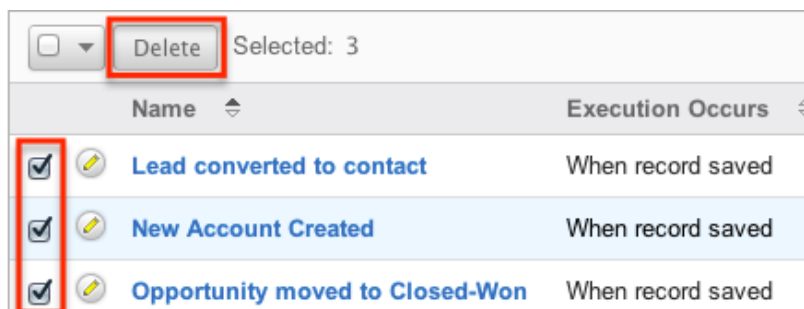 Delete Selected: 3
Name Execution Occurs
Lead converted to contact When record saved
New Account Created When record saved
Opportunity moved to Closed-Won When record saved